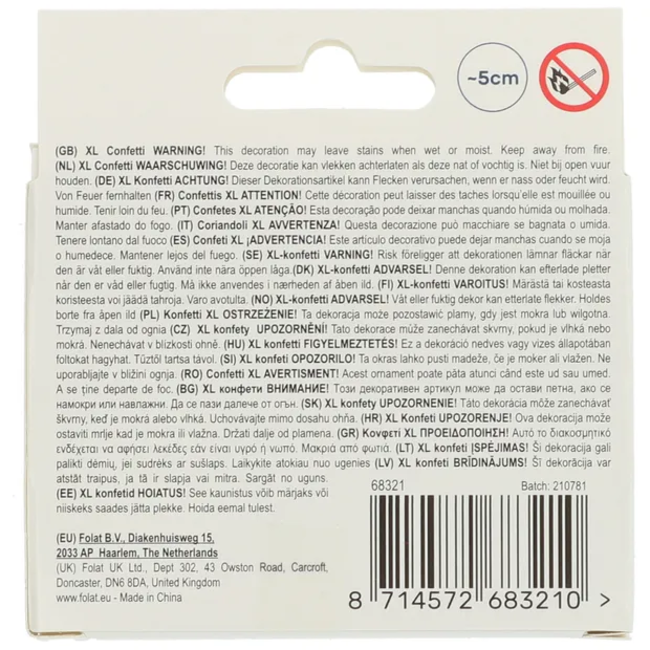 ~5cm
(GB) XL Confetti WARNING! This decoration may leave stains when wet or moist. Keep away from fire.
(NL) XL Confetti WAARSCHUWING! Deze decoratie kan vlekken achterlaten als deze nat of vochtig is. Niet bij open vuur
houden. (DE) XL Konfetti ACHTUNG! Dieser Dekorationsartikel kann Flecken verursachen, wenn er nass oder feucht wird.
Von Feuer fernhalten (FR) Confettis XL ATTENTION! Cette décoration peut laisser des taches lorsqu'elle est mouillée ou
humide. Tenir loin du feu. (PT) Confetes XL ATENÇÃO! Esta decoração pode deixar manchas quando húmida ou molhada.
Manter afastado do fogo. (IT) Coriandoli XL AVVERTENZA! Questa decorazione può macchiare se bagnata o umida.
Tenere lontano dal fuoco (ES) Confeti XL ¡ADVERTENCIA! Este artículo decorativo puede dejar manchas cuando se moja
o humedece. Mantener lejos del fuego. (SE) XL-konfetti VARNING! Risk föreligger att dekorationen lämnar fläckar när
den är våt eller fuktig. Använd inte nära öppen låga.(DK) XL-konfetti ADVARSEL! Denne dekoration kan efterlade pletter
når den er våd eller fugtig. Må ikke anvendes i nærheden af åben ild. (FI) XL-konfetti VAROITUS! Märästä tai kosteasta
koristeesta voi jäädä tahroja. Varo avotulta. (NO) XL-konfetti ADVARSEL! Våt eller fuktig dekor kan etterlate flekker. Holdes
borte fra åpen ild (PL) Konfetti XL OSTRZEŻENIE! Ta dekoracja może pozostawić plamy, gdy jest mokra lub wilgotna.
Trzymaj z dala od ognia (CZ) XL konfety UPOZORNĚNÍ! Tato dekorace může zanechávat skvrny, pokud je vlhká nebo
mokrá. Nenechávat v blízkosti ohně. (HU) XL konfetti FIGYELMEZTETÉS! Ez a dekoráció nedves vagy vizes állapotában
foltokat hagyhat. Tűztől tartsa távol. (SI) XL konfeti OPOZORILO! Ta okras lahko pusti madeže, če je moker ali vlažen. Ne
uporabljajte v bližini ognja. (RO) Confetti XL AVERTISMENT! Acest ornament poate păta atunci când este ud sau umed.
A se ține departe de foc. (BG) XL конфети ВНИМАНИЕ! Този декоративен артикул може да остави петна, ако се
намокри или навлажни. Да се пази далече от огън. (SK) XL konfety UPOZORNENIE! Táto dekorácia môže zanechávať
škvrny, keď je mokrá alebo vlhká. Uchovávajte mimo dosahu ohňa. (HR) XL Konfeti UPOZORENJE! Ova dekoracija može
ostaviti mrlje kad je mokra ili vlažna. Držati dalje od plamena. (GR) Κονφετί XL ΠΡΟΕΙΔΟΠΟΙΗΣΗ! Αυτό το διακοσμητικό
ενδέχεται να αφήσει λεκέδες εάν είναι υγρό ή νωπό. Μακριά από φωτιά. (LT) XL konfeti ĮSPĖJIMAS! Ši dekoracija gali
palikti dėmių, jei sudrėks ar sušlaps. Laikykite atokiau nuo ugnies (LV) XL konfeti BRĪDINĀJUMS! Šī dekorācija var
atstāt traipus, ja tā ir slapja vai mitra. Sargāt no uguns.
(EE) XL konfetid HOIATUS! See kaunistus võib märjaks või
niiskeks saades jätta plekke. Hoida eemal tulest.
68321 Batch: 210781
(EU) Folat B.V., Diakenhuisweg 15,
2033 AP Haarlem, The Netherlands
(UK) Folat UK Ltd., Dept 302, 43 Owston Road, Carcroft,
Doncaster, DN6 8DA, United Kingdom
www.folat.eu - Made in China
8 714572 683210 >